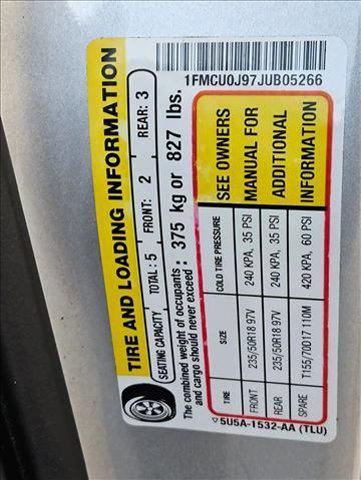 1FMCU0J97JUB05266
TIRE AND LOADING INFORMATION
SEATING CAPACITY TOTAL: 5 FRONT: 2 REAR: 3
The combined weight of occupants and cargo should never exceed: 375 kg or 827 lbs.
TIRE SIZE COLD TIRE PRESSURE SEE OWNERS
FRONT 235/50R18 97V 240 KPA, 35 PSI MANUAL FOR
REAR 235/50R18 97V 240 KPA, 35 PSI ADDITIONAL
SPARE T155/70D17 110M 420 KPA, 60 PSI INFORMATION
5U5A-1532-AA (TLU)